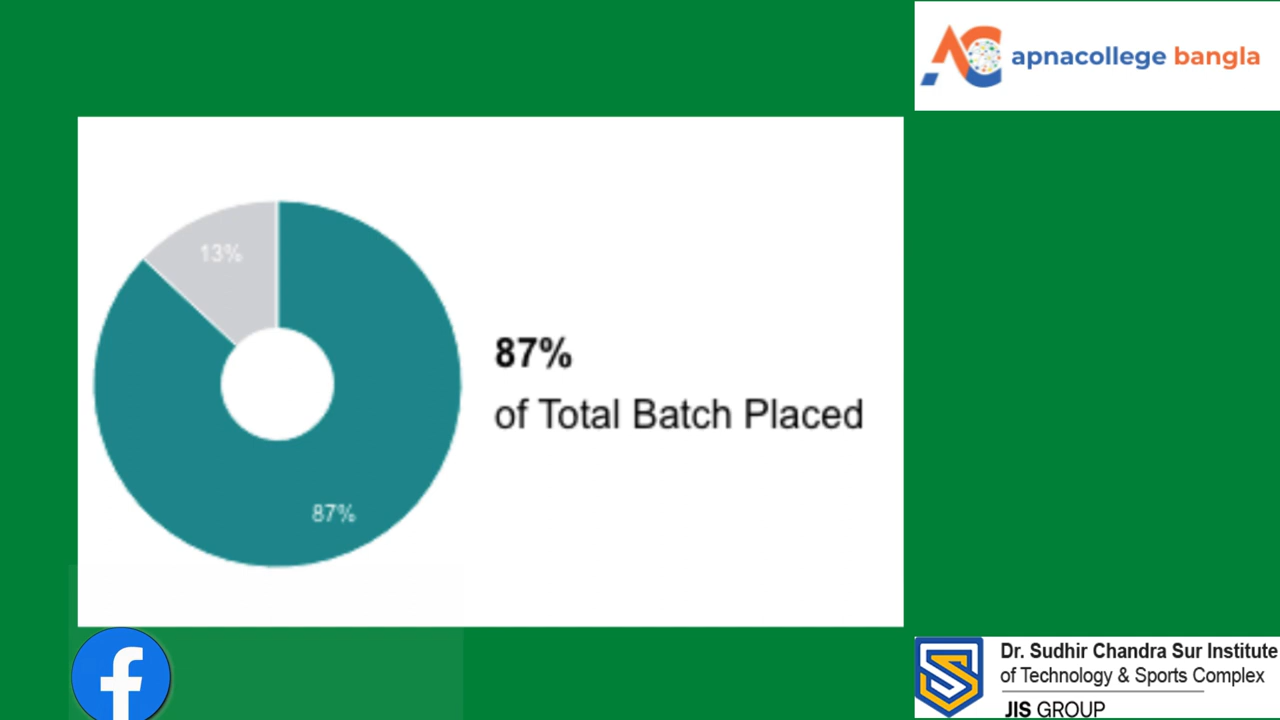 apnacollege bangla
13%
87%
of Total Batch Placed
87%
Dr. Sudhir Chandra Sur Institute
of Technology & Sports Complex
JIS GROUP